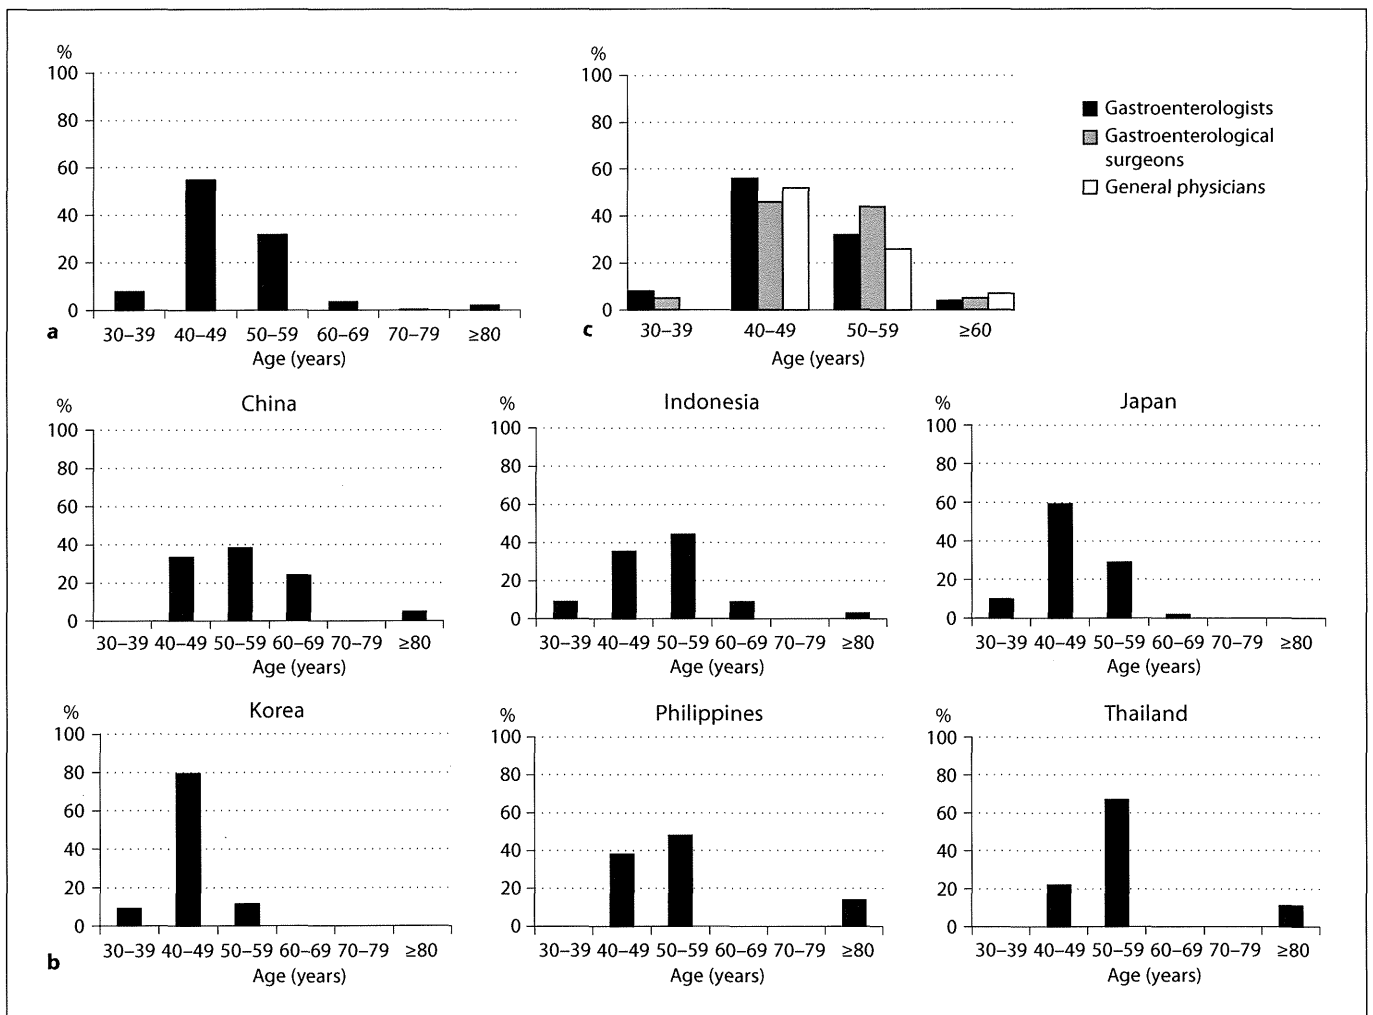 %
100
80
60
40
20
0
a
30–39 40–49 50–59 60–69 70–79 ≥80
Age (years)
%
100
80
60
40
20
0
c
30–39 40–49 50–59 ≥60
Age (years)
Gastroenterologists
Gastroenterological
surgeons
General physicians
China
%
100
80
60
40
20
0
30–39 40–49 50–59 60–69 70–79 ≥80
Age (years)
Indonesia
%
100
80
60
40
20
0
30–39 40–49 50–59 60–69 70–79 ≥80
Age (years)
Japan
%
100
80
60
40
20
0
30–39 40–49 50–59 60–69 70–79 ≥80
Age (years)
Korea
%
100
80
60
40
20
0
b
30–39 40–49 50–59 60–69 70–79 ≥80
Age (years)
Philippines
%
100
80
60
40
20
0
30–39 40–49 50–59 60–69 70–79 ≥80
Age (years)
Thailand
%
100
80
60
40
20
0
30–39 40–49 50–59 60–69 70–79 ≥80
Age (years)